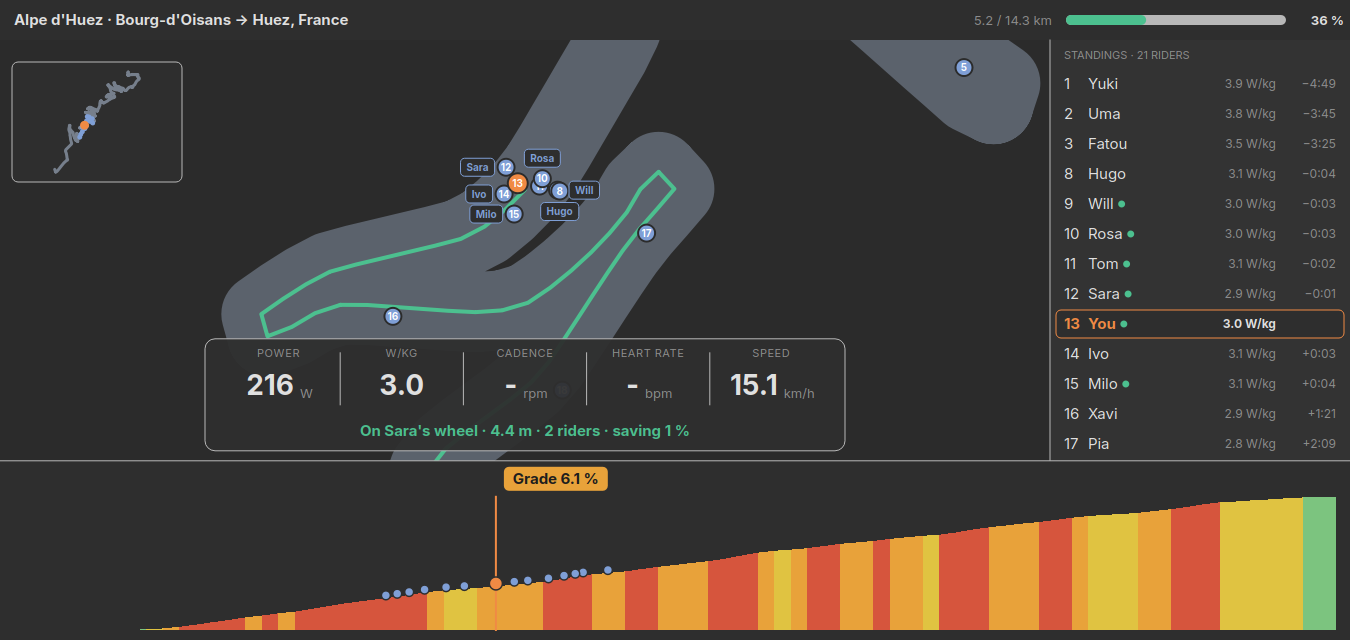 Alpe d'Huez · Bourg-d'Oisans → Huez, France
5.2 / 14.3 km
36 %
STANDINGS · 21 RIDERS
1 Yuki 3.9 W/kg −4:49
2 Uma 3.8 W/kg −3:45
3 Fatou 3.5 W/kg −3:25
8 Hugo 3.1 W/kg −0:04
9 Will 3.0 W/kg −0:03
10 Rosa 3.0 W/kg −0:03
11 Tom 3.1 W/kg −0:02
12 Sara 2.9 W/kg −0:01
13 You 3.0 W/kg
14 Ivo 3.1 W/kg +0:03
15 Milo 3.1 W/kg +0:04
16 Xavi 2.9 W/kg +1:21
17 Pia 2.8 W/kg +2:09
5
Rosa
Sara 12
10
13
Ivo 14
8 Will
Milo 15
Hugo
17
16
POWER W/KG CADENCE HEART RATE SPEED
216 W 3.0 - rpm - bpm 15.1 km/h
On Sara's wheel · 4.4 m · 2 riders · saving 1 %
Grade 6.1 %